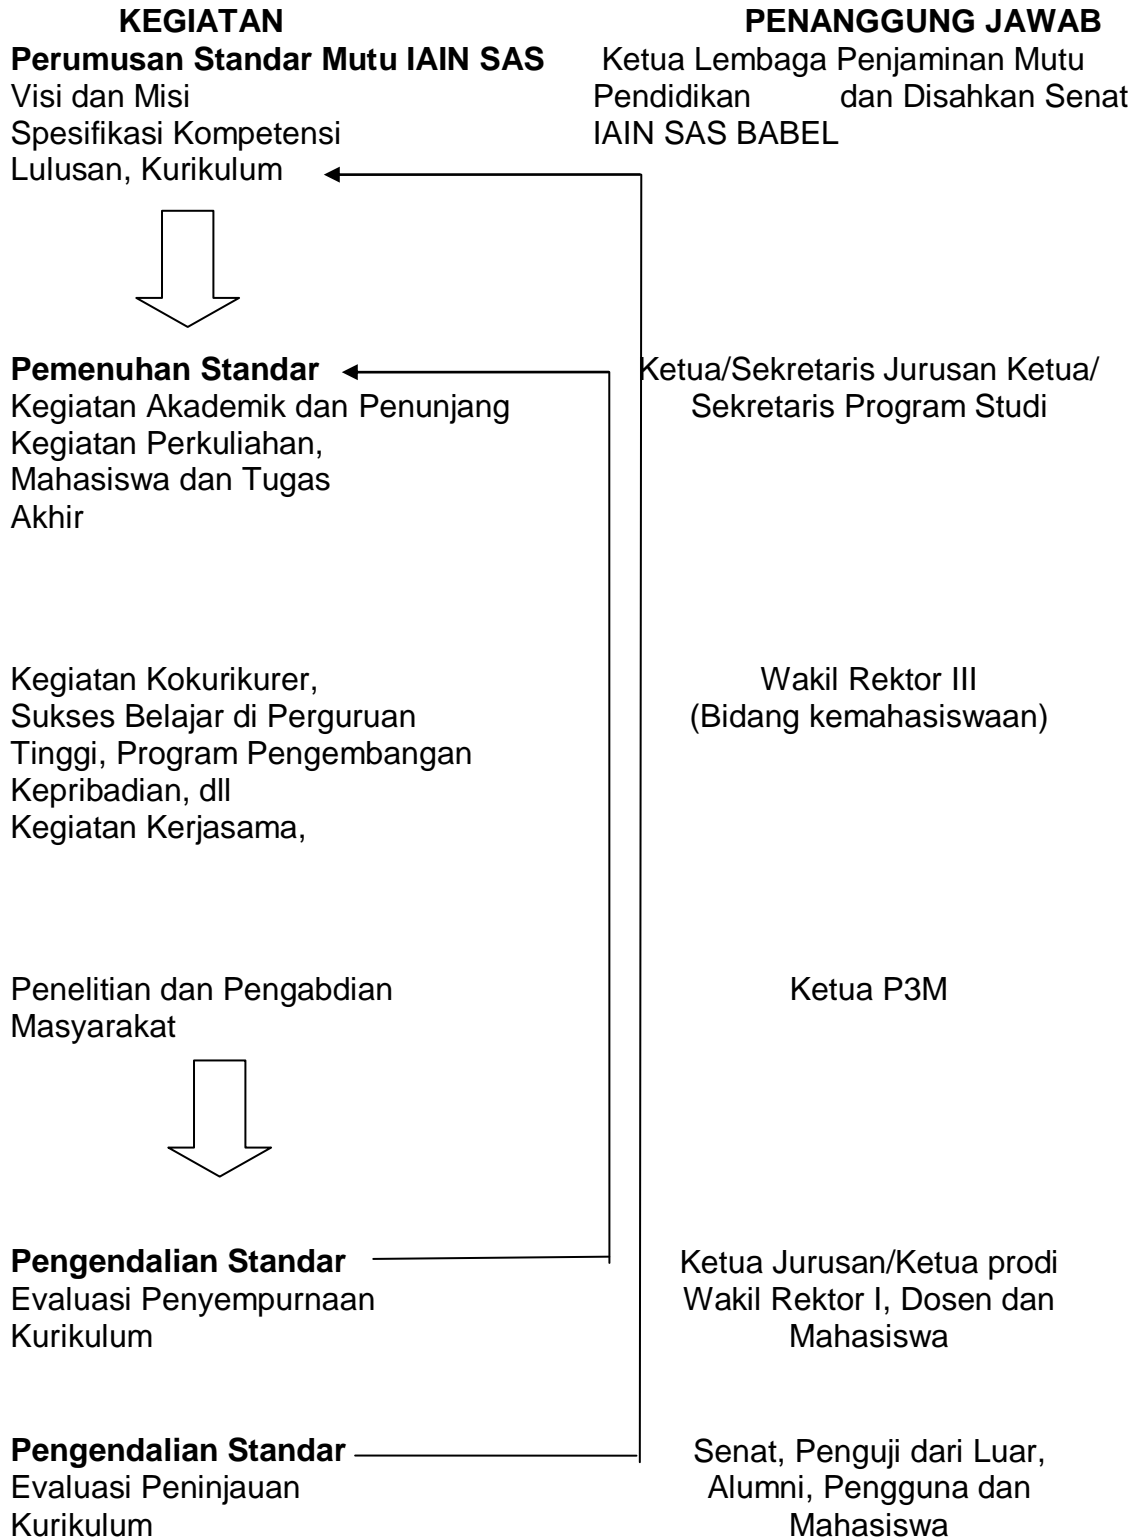 KEGIATAN PENANGGUNG JAWAB
Perumusan Standar Mutu IAIN SAS Ketua Lembaga Penjaminan Mutu
Visi dan Misi Pendidikan dan Disahkan Senat
Spesifikasi Kompetensi IAIN SAS BABEL
Lulusan, Kurikulum
Pemenuhan Standar Ketua/Sekretaris Jurusan Ketua/
Kegiatan Akademik dan Penunjang Sekretaris Program Studi
Kegiatan Perkuliahan,
Mahasiswa dan Tugas
Akhir
Kegiatan Kokurikurer, Wakil Rektor III
Sukses Belajar di Perguruan (Bidang kemahasiswaan)
Tinggi, Program Pengembangan
Kepribadian, dll
Kegiatan Kerjasama,
Penelitian dan Pengabdian Ketua P3M
Masyarakat
Pengendalian Standar Ketua Jurusan/Ketua prodi
Evaluasi Penyempurnaan Wakil Rektor I, Dosen dan
Kurikulum Mahasiswa
Pengendalian Standar Senat, Penguji dari Luar,
Evaluasi Peninjauan Alumni, Pengguna dan
Kurikulum Mahasiswa